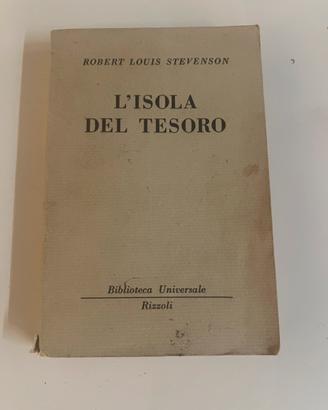 ROBERT LOUIS STEVENSON
L'ISOLA
DEL TESORO
Biblioteca Universale
Rizzoli